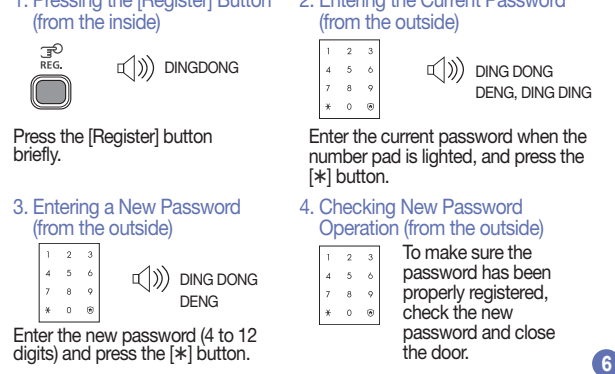 1. Pressing the [Register] Button
(from the inside)
REG.
DINGDONG
Press the [Register] button
briefly.
2. Entering the Current Password
(from the outside)
1 2 3
4 5 6
7 8 9
* 0
DING DONG
DENG, DING DING
Enter the current password when the
number pad is lighted, and press the
[*] button.
3. Entering a New Password
(from the outside)
1 2 3
4 5 6
7 8 9
* 0
DING DONG
DENG
Enter the new password (4 to 12
digits) and press the [*] button.
4. Checking New Password
Operation (from the outside)
1 2 3
4 5 6
7 8 9
* 0
To make sure the
password has been
properly registered,
check the new
password and close
the door.
6